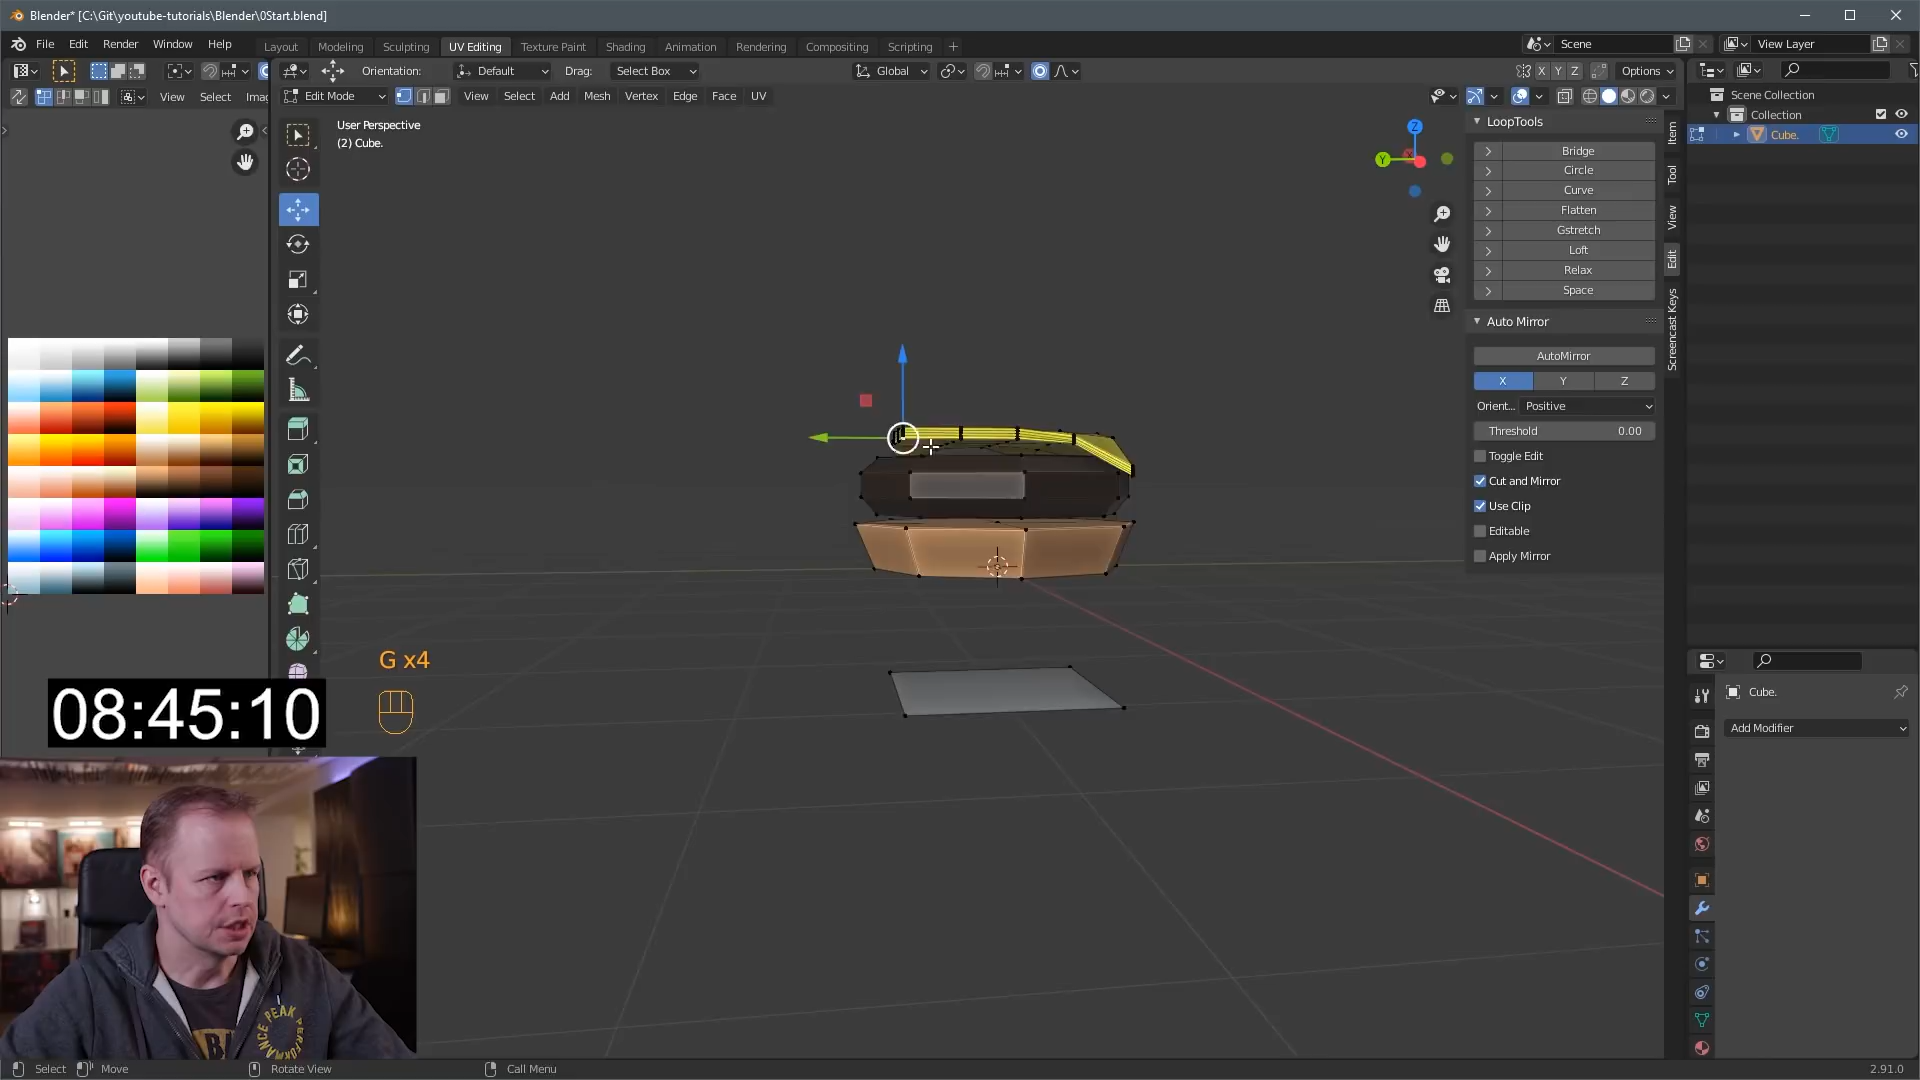 Blender* [C:\Git\youtube-tutorials\Blender\0Start.blend]
File Edit Render Window Help Layout Modeling Sculpting UV Editing Texture Paint Shading Animation Rendering Compositing Scripting + Scene View Layer
Orientation: Default Drag: Select Box Global X Y Z Options
View Select Imag Edit Mode View Select Add Mesh Vertex Edge Face UV
User Perspective
(2) Cube.
Z
Y
LoopTools
Bridge
Circle
Curve
Flatten
Gstretch
Loft
Relax
Space
Auto Mirror
AutoMirror
X Y Z
Orient... Positive
Threshold 0.00
Toggle Edit
Cut and Mirror
Use Clip
Editable
Apply Mirror
Item
Tool
View
Edit
Screencast Keys
Scene Collection
Collection
Cube.
Cube.
Add Modifier
G x4
08:45:10
PEAK
PERFORMANCE
Select Move Rotate View Call Menu 2.91.0